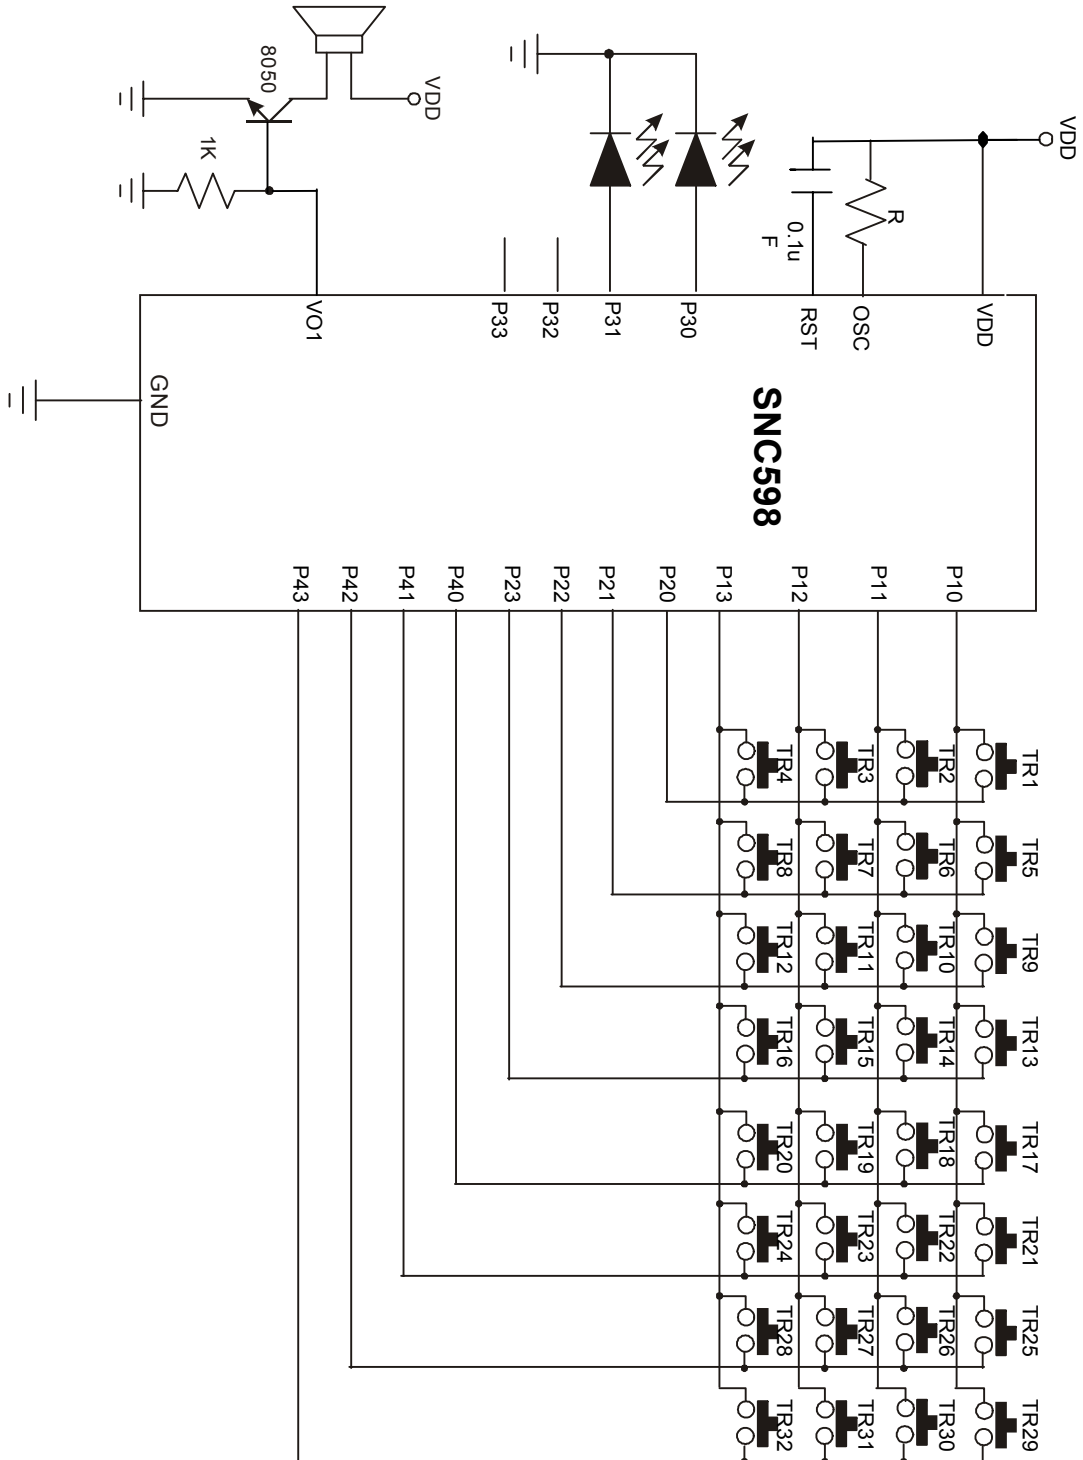 8050
VDD
VDD
1K
R
0.1u
F
VO1
P33
P32
P31
P30
RST
OSC
VDD
GND
SNC598
P43
P42
P41
P40
P23
P22
P21
P20
P13
P12
P11
P10
TR4
TR3
TR2
TR1
TR8
TR7
TR6
TR5
TR12
TR11
TR10
TR9
TR16
TR15
TR14
TR13
TR20
TR19
TR18
TR17
TR24
TR23
TR22
TR21
TR28
TR27
TR26
TR25
TR32
TR31
TR30
TR29